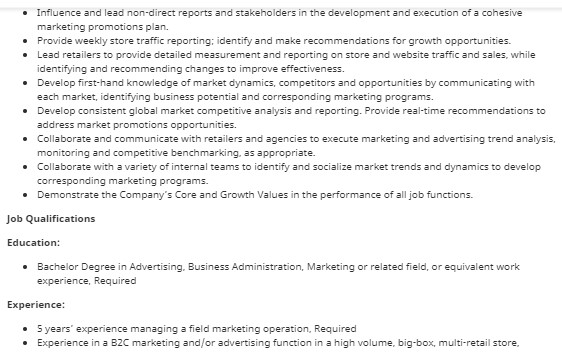 • Influence and lead non-direct reports and stakeholders in the development and execution of a cohesive
marketing promotions plan.
• Provide weekly store traffic reporting; identify and make recommendations for growth opportunities.
• Lead retailers to provide detailed measurement and reporting on store and website traffic and sales, while
identifying and recommending changes to improve effectiveness.
• Develop first-hand knowledge of market dynamics, competitors and opportunities by communicating with
each market, identifying business potential and corresponding marketing programs.
• Develop consistent global market competitive analysis and reporting. Provide real-time recommendations to
address market promotions opportunities.
• Collaborate and communicate with retailers and agencies to execute marketing and advertising trend analysis,
monitoring and competitive benchmarking, as appropriate.
• Collaborate with a variety of internal teams to identify and socialize market trends and dynamics to develop
corresponding marketing programs.
• Demonstrate the Company's Core and Growth Values in the performance of all job functions.
Job Qualifications
Education:
• Bachelor Degree in Advertising, Business Administration, Marketing or related field, or equivalent work
experience, Required
Experience:
• 5 years' experience managing a field marketing operation, Required
• Experience in a B2C marketing and/or advertising function in a high volume, big-box, multi-retail store,